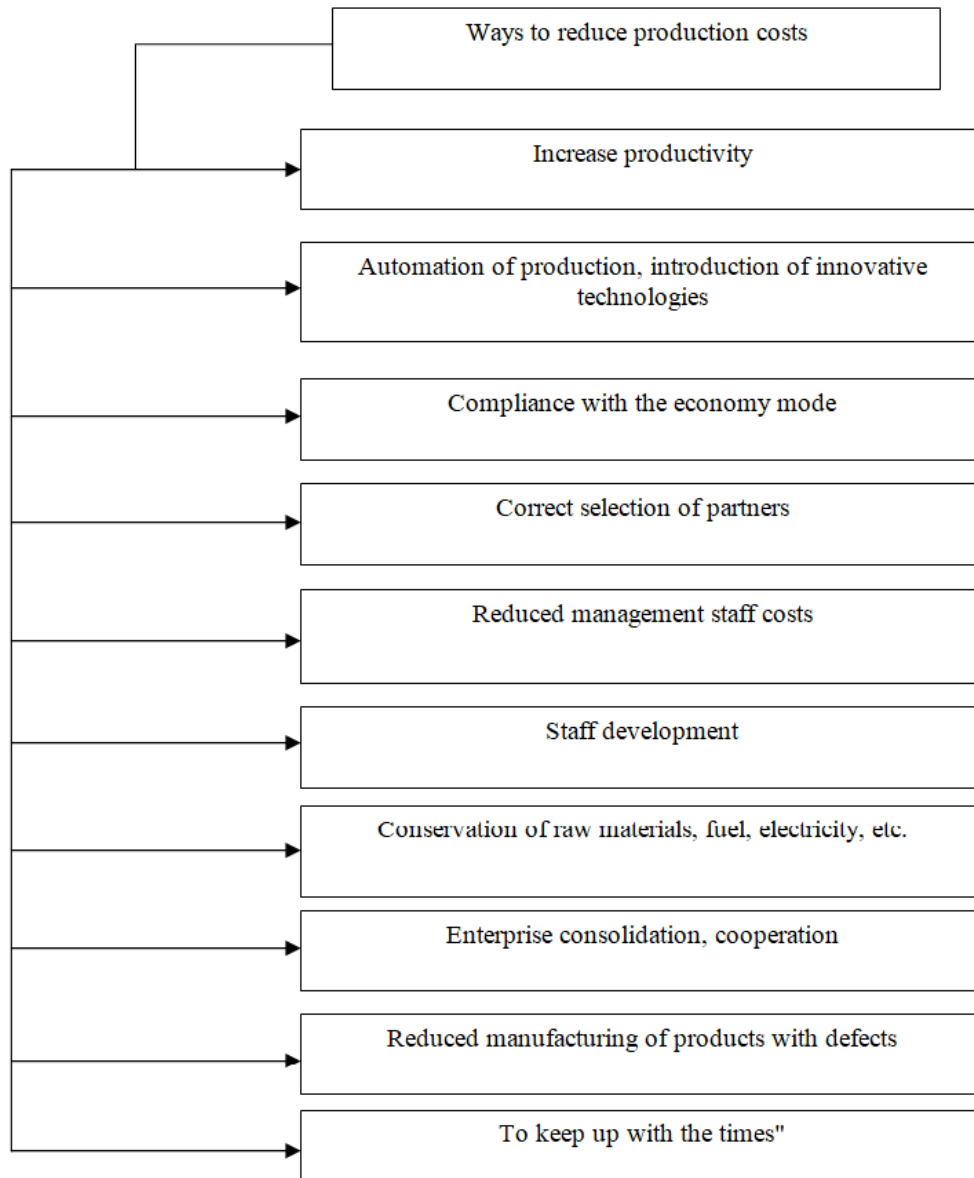 Ways to reduce production costs
Increase productivity
Automation of production, introduction of innovative
technologies
Compliance with the economy mode
Correct selection of partners
Reduced management staff costs
Staff development
Conservation of raw materials, fuel, electricity, etc.
Enterprise consolidation, cooperation
Reduced manufacturing of products with defects
To keep up with the times"